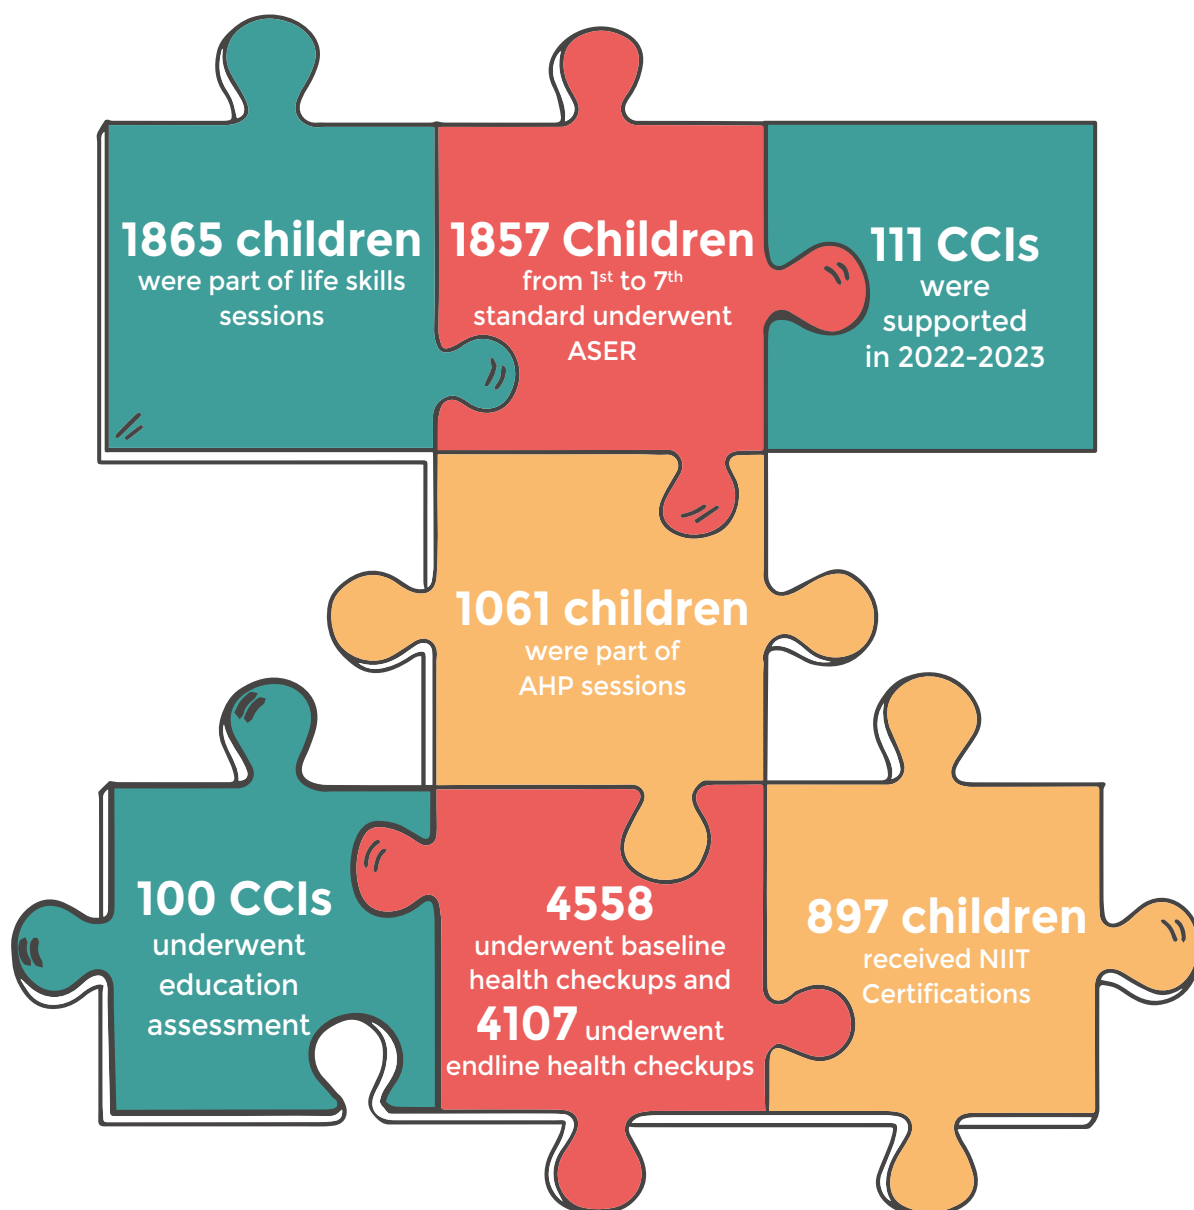 1865 children
were part of life skills
sessions
1857 Children
from 1st to 7th
standard underwent
ASER
111 CCIs
were
supported
in 2022-2023
1061 children
were part of
AHP sessions
100 CCIs
underwent
education
assessment
4558
underwent baseline
health checkups and
4107 underwent
endline health checkups
897 children
received NIIT
Certifications